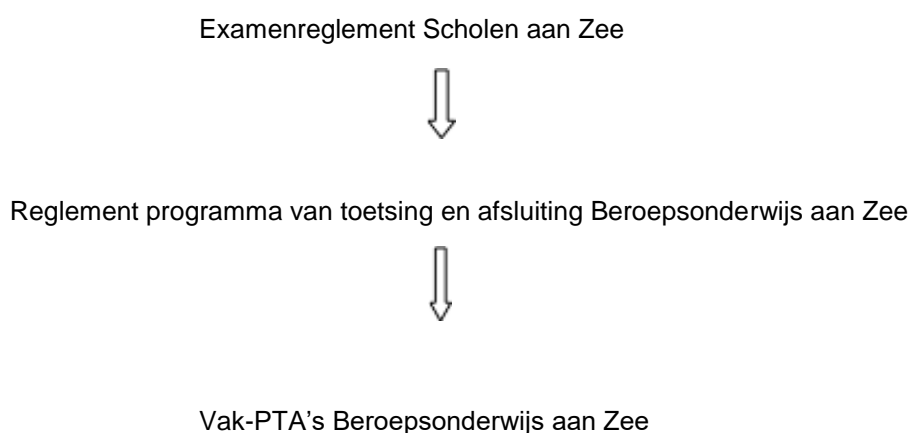 Examenreglement Scholen aan Zee
Reglement programma van toetsing en afsluiting Beroepsonderwijs aan Zee
Vak-PTA's Beroepsonderwijs aan Zee